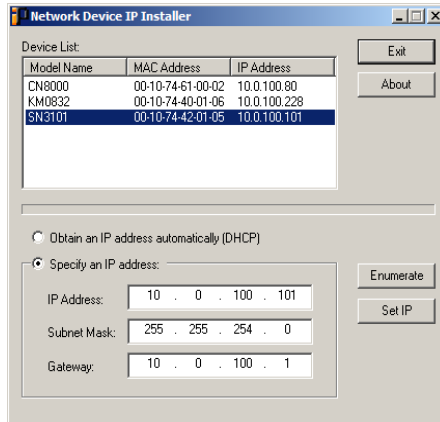 Network Device IP Installer
Device List:
Exit
Model Name MAC Address IP Address
About
CN8000 00-10-74-61-00-02 10.0.100.80
KM0832 00-10-74-40-01-06 10.0.100.228
SN3101 00-10-74-42-01-05 10.0.100.101
Obtain an IP address automatically (DHCP)
Specify an IP address:
Enumerate
IP Address: 10 . 0 . 100 . 101
Set IP
Subnet Mask: 255 . 255 . 254 . 0
Gateway: 10 . 0 . 100 . 1